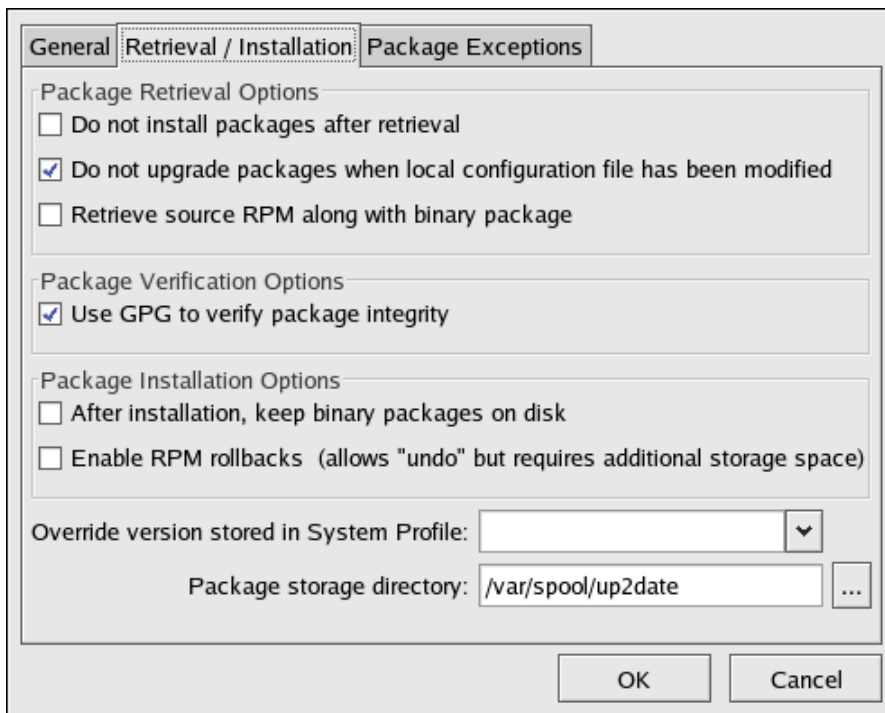 General
Retrieval / Installation
Package Exceptions
Package Retrieval Options
Do not install packages after retrieval
Do not upgrade packages when local configuration file has been modified
Retrieve source RPM along with binary package
Package Verification Options
Use GPG to verify package integrity
Package Installation Options
After installation, keep binary packages on disk
Enable RPM rollbacks  (allows "undo" but requires additional storage space)
Override version stored in System Profile:
Package storage directory: /var/spool/up2date ...
OK
Cancel